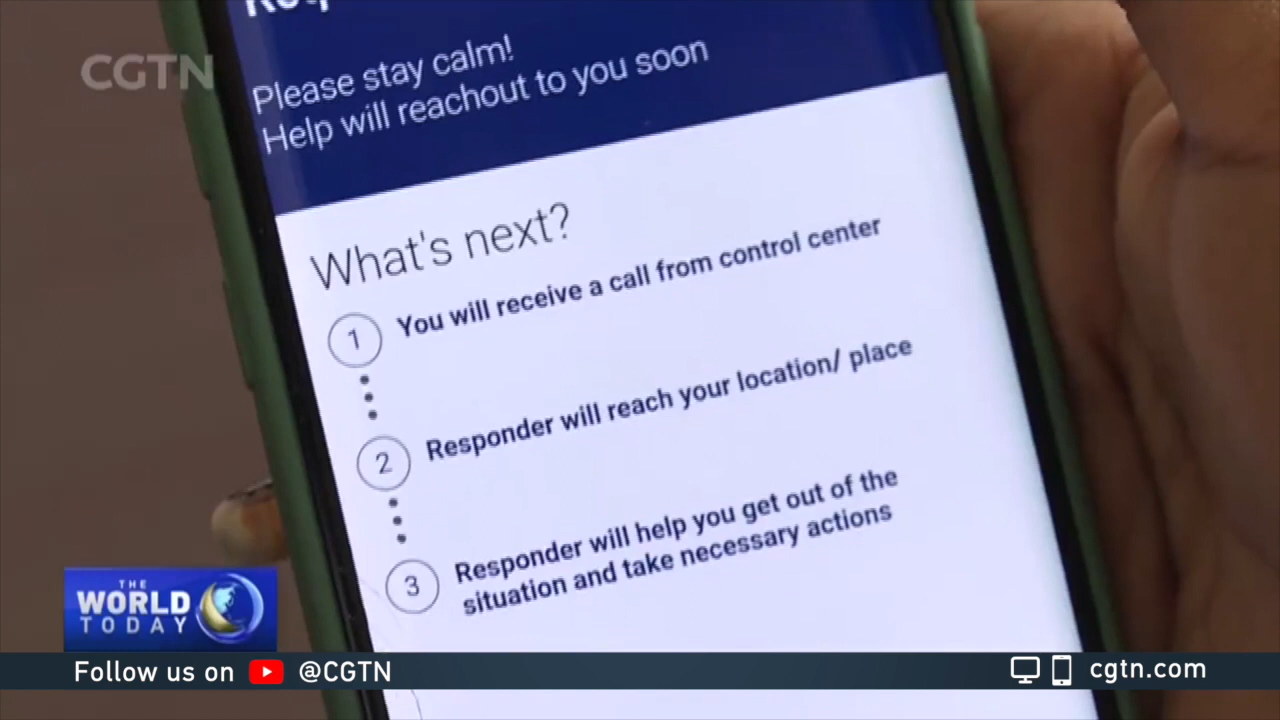 CGTN
Please stay calm!
Help will reachout to you soon
What's next?
1 You will receive a call from control center
2 Responder will reach your location/ place
3 Responder will help you get out of the
situation and take necessary actions
THE
WORLD
TODAY
Follow us on @CGTN
cgtn.com